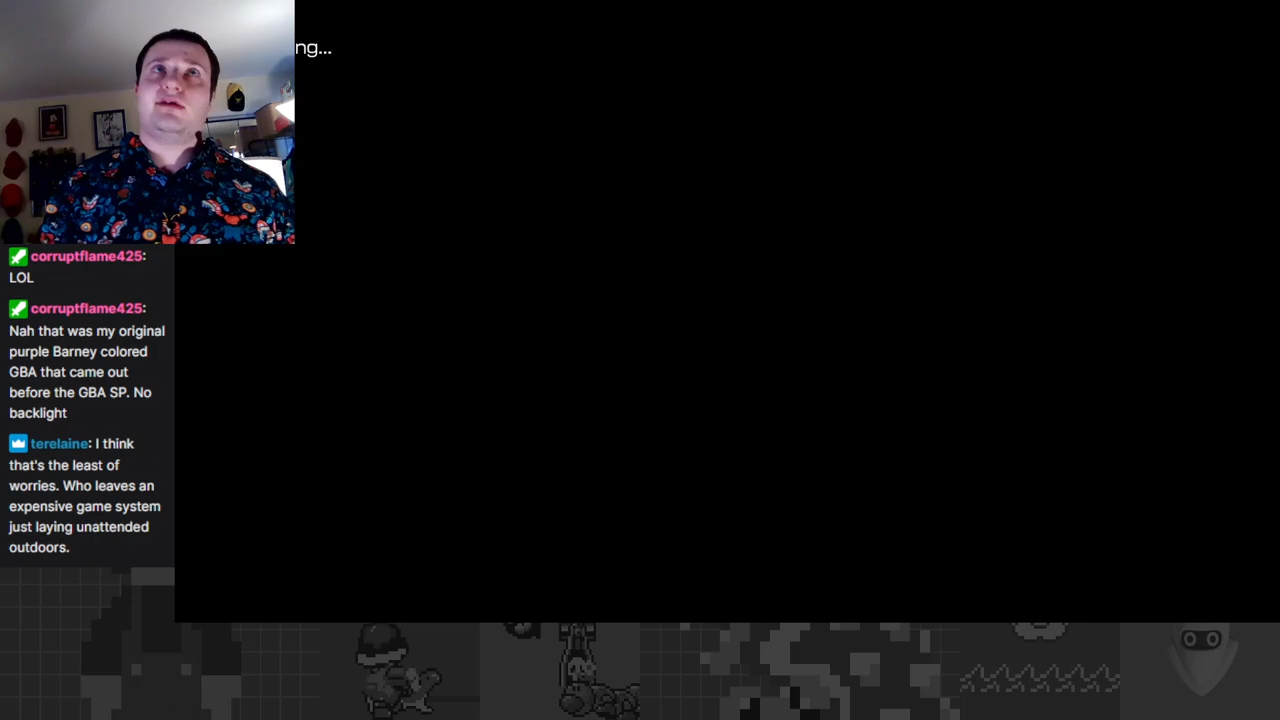 ng...
corruptflame425:
LOL
corruptflame425:
Nah that was my original
purple Barney colored
GBA that came out
before the GBA SP. No
backlight
terelaine: I think
that's the least of
worries. Who leaves an
expensive game system
just laying unattended
outdoors.